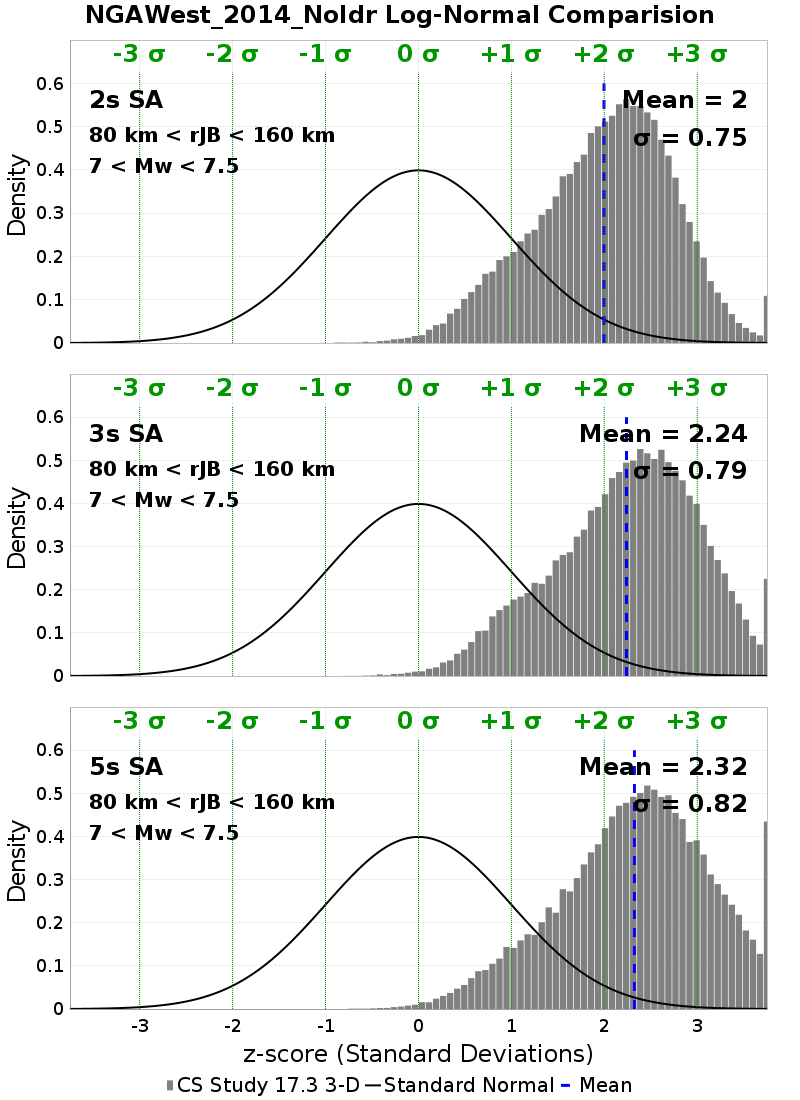 NGAWest_2014_NoIdr Log-Normal Comparision
-3 σ -2 σ -1 σ 0 σ +1 σ +2 σ +3 σ
0.6
2s SA Mean = 2
0.5
80 km < rJB < 160 km σ = 0.75
7 < Mw < 7.5
0.4
0.3
Density
0.2
0.1
0
-3 σ -2 σ -1 σ 0 σ +1 σ +2 σ +3 σ
0.6
3s SA Mean = 2.24
0.5
80 km < rJB < 160 km σ = 0.79
7 < Mw < 7.5
0.4
0.3
Density
0.2
0.1
0
-3 σ -2 σ -1 σ 0 σ +1 σ +2 σ +3 σ
0.6
5s SA Mean = 2.32
0.5
80 km < rJB < 160 km σ = 0.82
7 < Mw < 7.5
0.4
0.3
Density
0.2
0.1
0
-3 -2 -1 0 1 2 3
z-score (Standard Deviations)
CS Study 17.3 3-D Standard Normal Mean